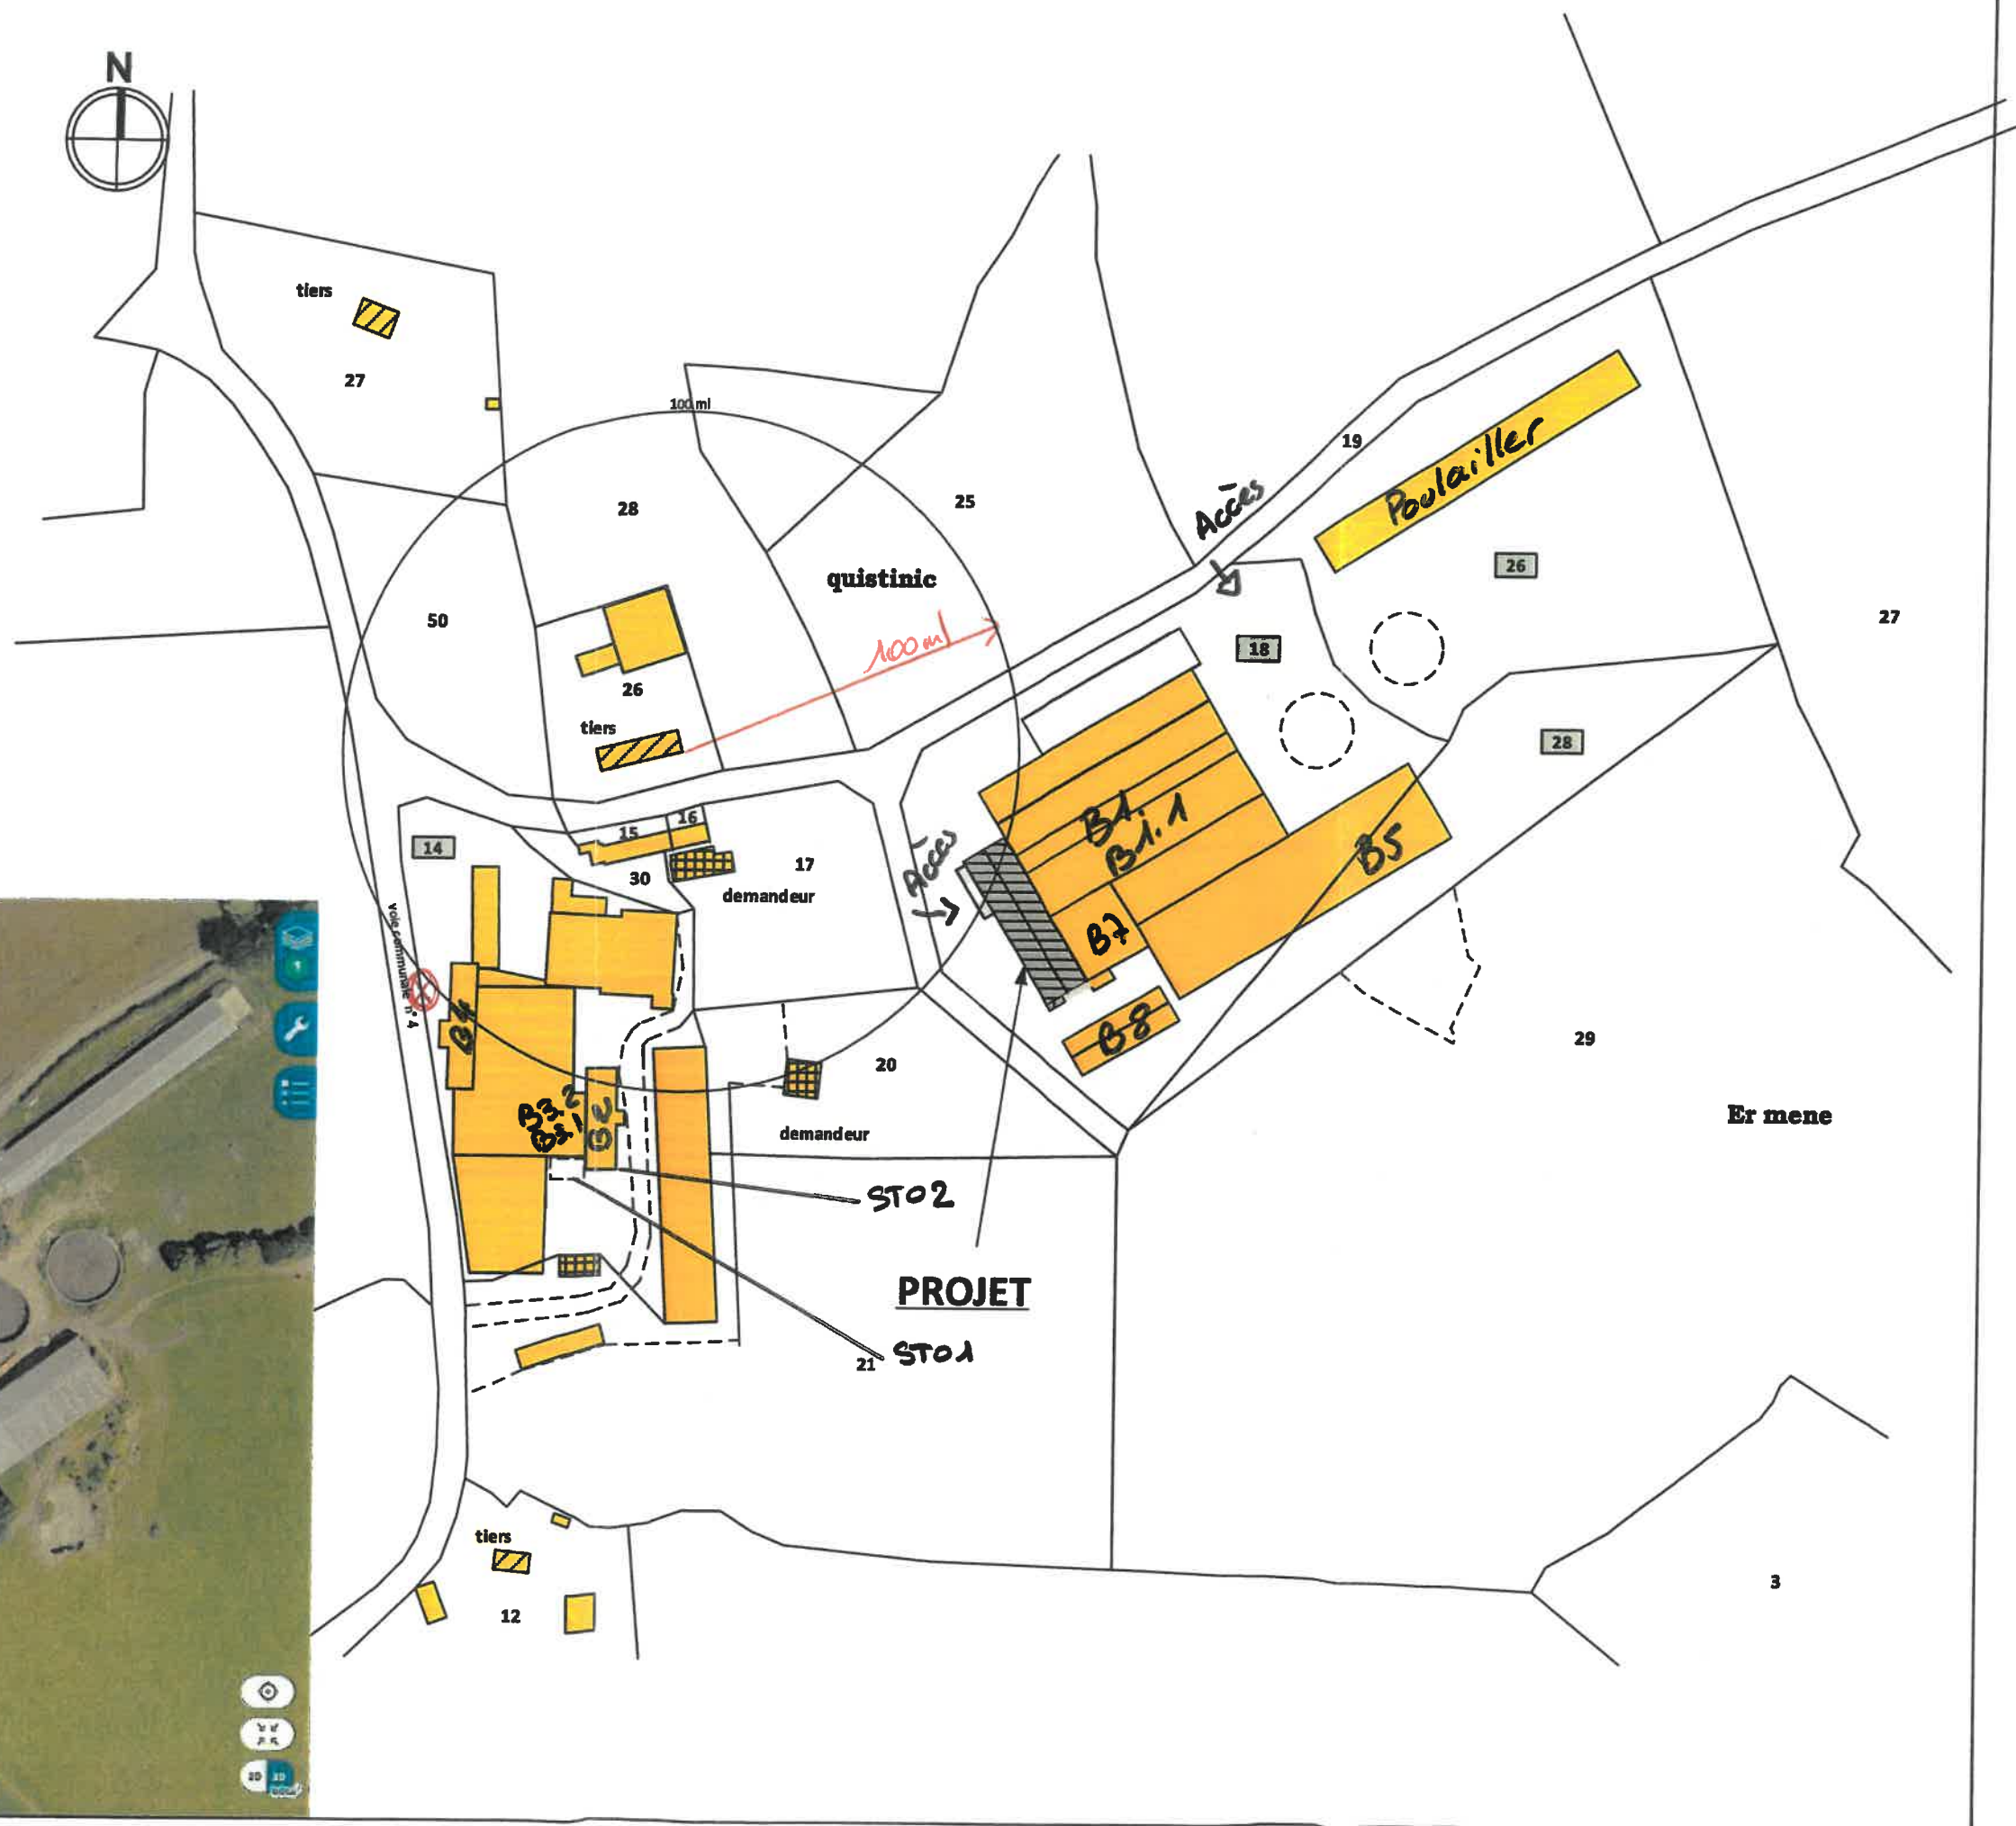 N
tiers
27
100 ml
19
Poulailler
Accès
28
25
26
quistinic
50
27
100 ml
18
26
tiers
28
B1.
B1.1
15
16
14
B5
17
Accès
30
demandeur
B7
voie communale n° 4
B4
B8
29
20
B3.2
B3.1
Er mene
demandeur
STO2
PROJET
21
STO1
tiers
3
12
2D
3D